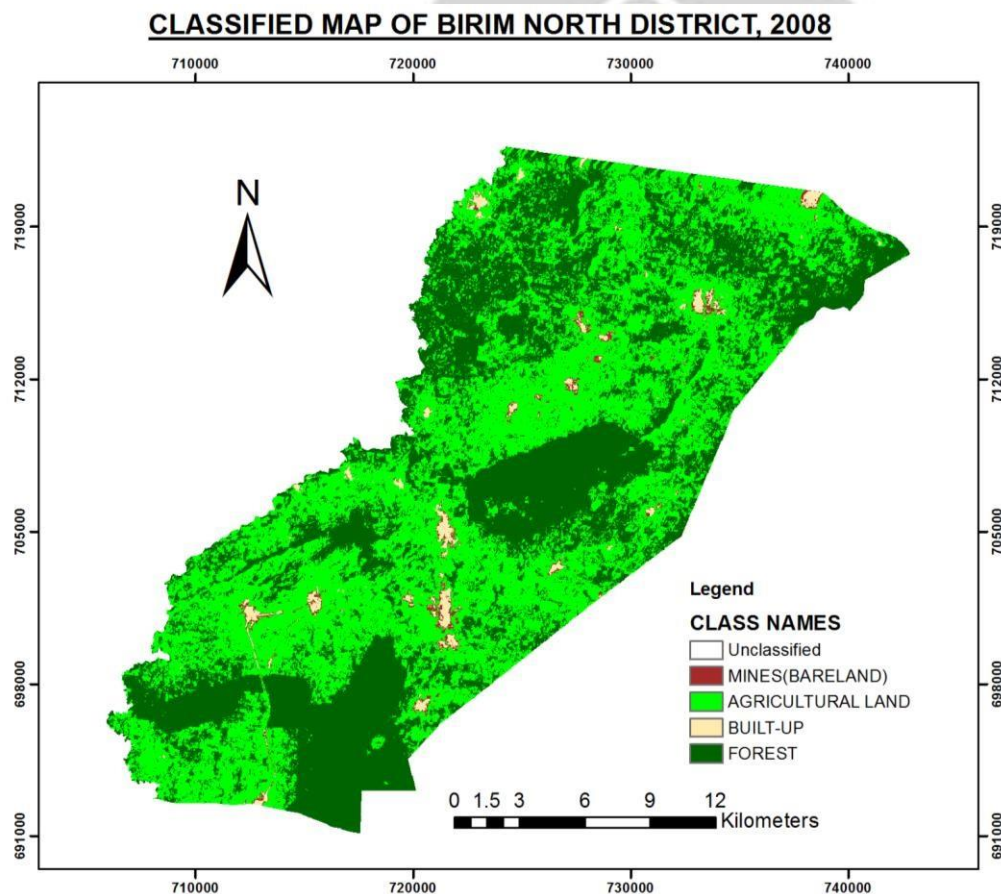 CLASSIFIED MAP OF BIRIM NORTH DISTRICT, 2008
710000 720000 730000 740000
N
719000 719000
712000 712000
705000 705000
Legend
CLASS NAMES
Unclassified
MINES(BARELAND)
698000 698000
AGRICULTURAL LAND
BUILT-UP
FOREST
0 1.5 3 6 9 12
Kilometers
691000 691000
710000 720000 730000 740000